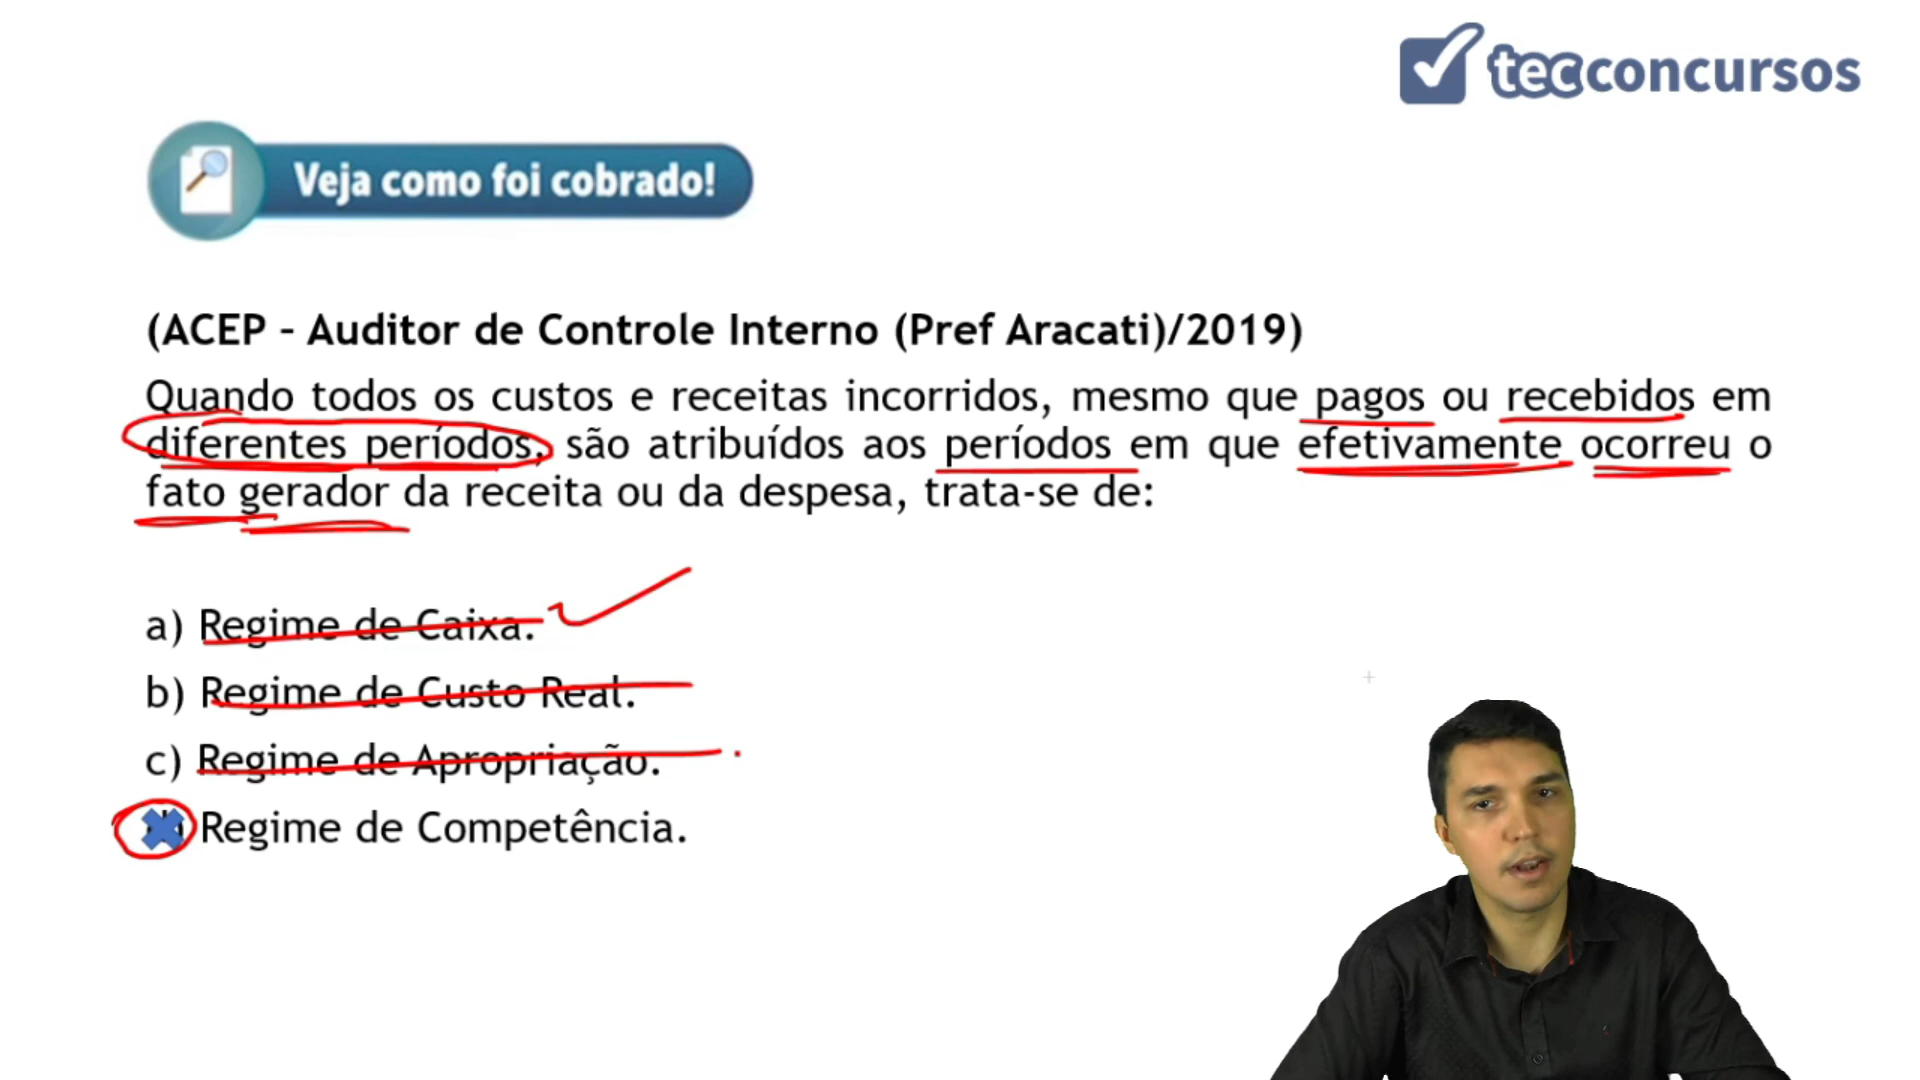 tecconcursos
Veja como foi cobrado!
(ACEP – Auditor de Controle Interno (Pref Aracati)/2019)
Quando todos os custos e receitas incorridos, mesmo que pagos ou recebidos em
diferentes períodos, são atribuídos aos períodos em que efetivamente ocorreu o
fato gerador da receita ou da despesa, trata-se de:
a) Regime de Caixa.
b) Regime de Custo Real.
c) Regime de Apropriação.
Regime de Competência.